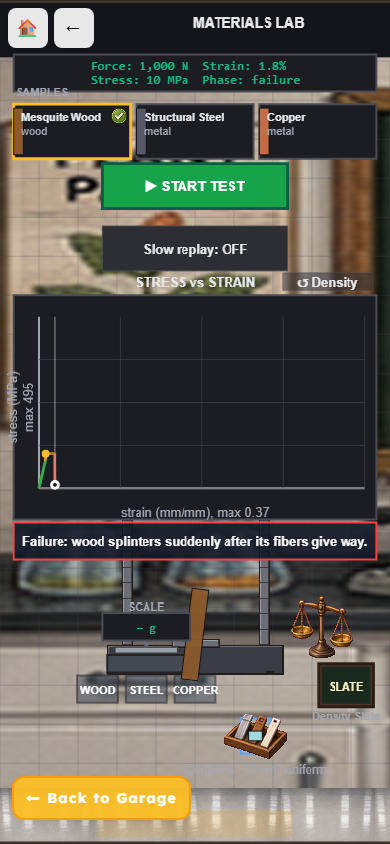 MATERIALS LAB
Force: 1,000 N  Strain: 1.8%
Stress: 10 MPa  Phase: failure
SAMPLES
Mesquite Wood
wood
Structural Steel
metal
Copper
metal
▶ START TEST
Slow replay: OFF
STRESS vs STRAIN
↺ Density
stress (MPa)
max 495
strain (mm/mm), max 0.37
Failure: wood splinters suddenly after its fibers give way.
SCALE
– g
WOOD
STEEL
COPPER
SLATE
Density
← Back to Garage